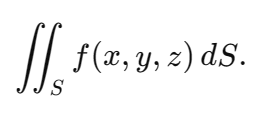 ∬_S f(x, y, z) dS.